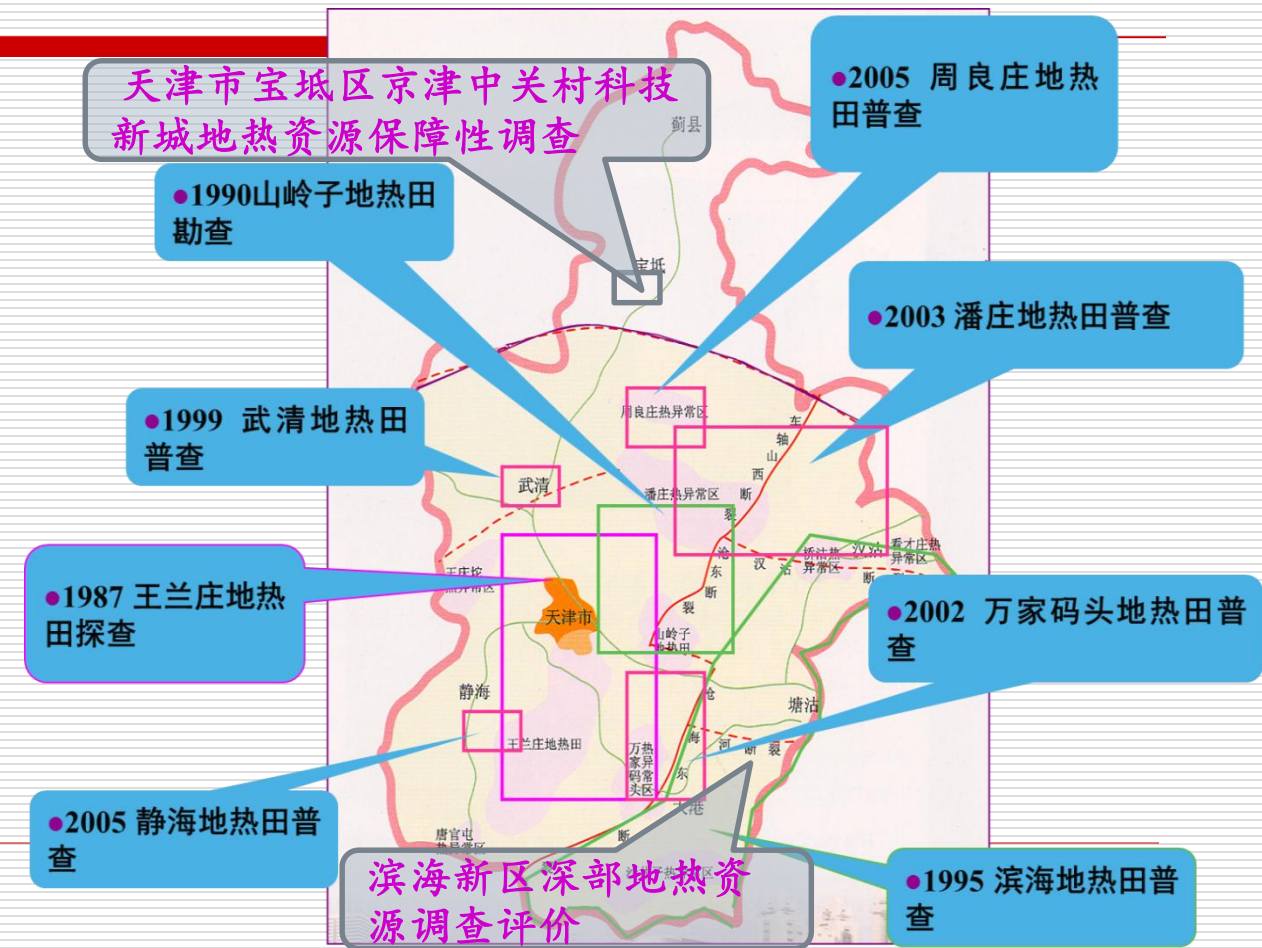 天津市宝坻区京津中关村科技
新城地热资源保障性调查
●2005 周良庄地热
田普查
蓟县
●1990山岭子地热田
勘查
宝坻
●2003 潘庄地热田普查
●1999 武清地热田
普查
周良庄热异常区
车轴山西断裂
武清
潘庄热异常区
沧东断裂
汉沽断
桥沽热
异常区
汉沽
看才庄热
异常区
王庆坨
热异常区
●1987 王兰庄地热
田探查
天津市
●2002 万家码头地热田普
查
山岭子
地热田
静海
塘沽
沧东
海河断裂
王兰庄地热田
万家码头
热异常区
●2005 静海地热田普
查
大港
唐官屯
热异常区
断
滨海新区深部地热资
源调查评价
●1995 滨海地热田普
查